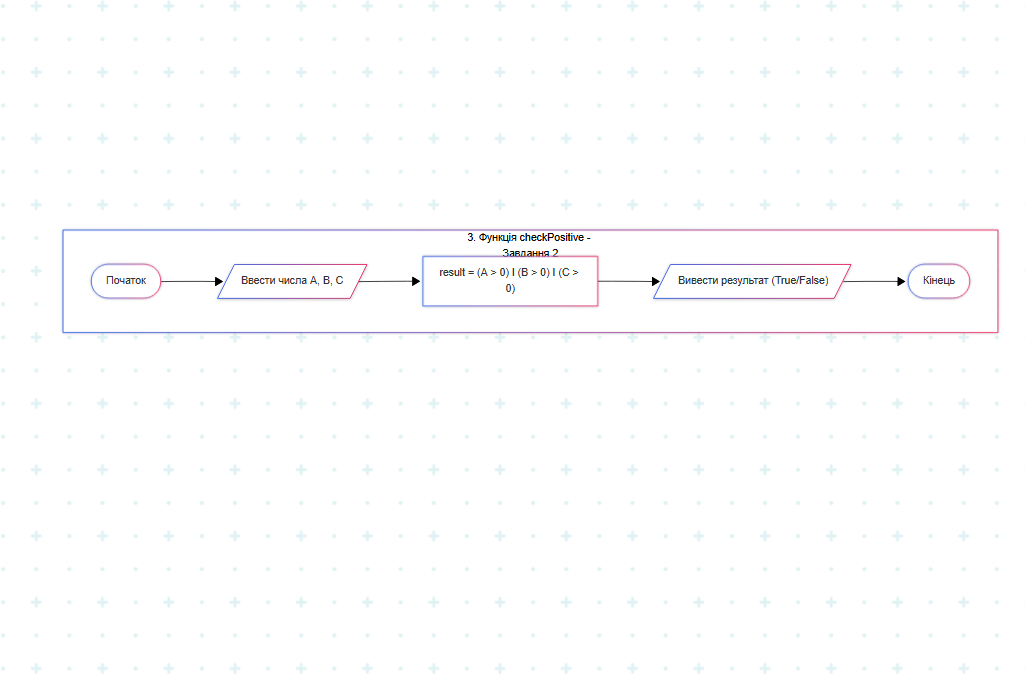 3. Функція checkPositive -
Завдання 2
Початок
Ввести числа A, B, C
result = (A > 0) | (B > 0) | (C >
0)
Вивести результат (True/False)
Кінець